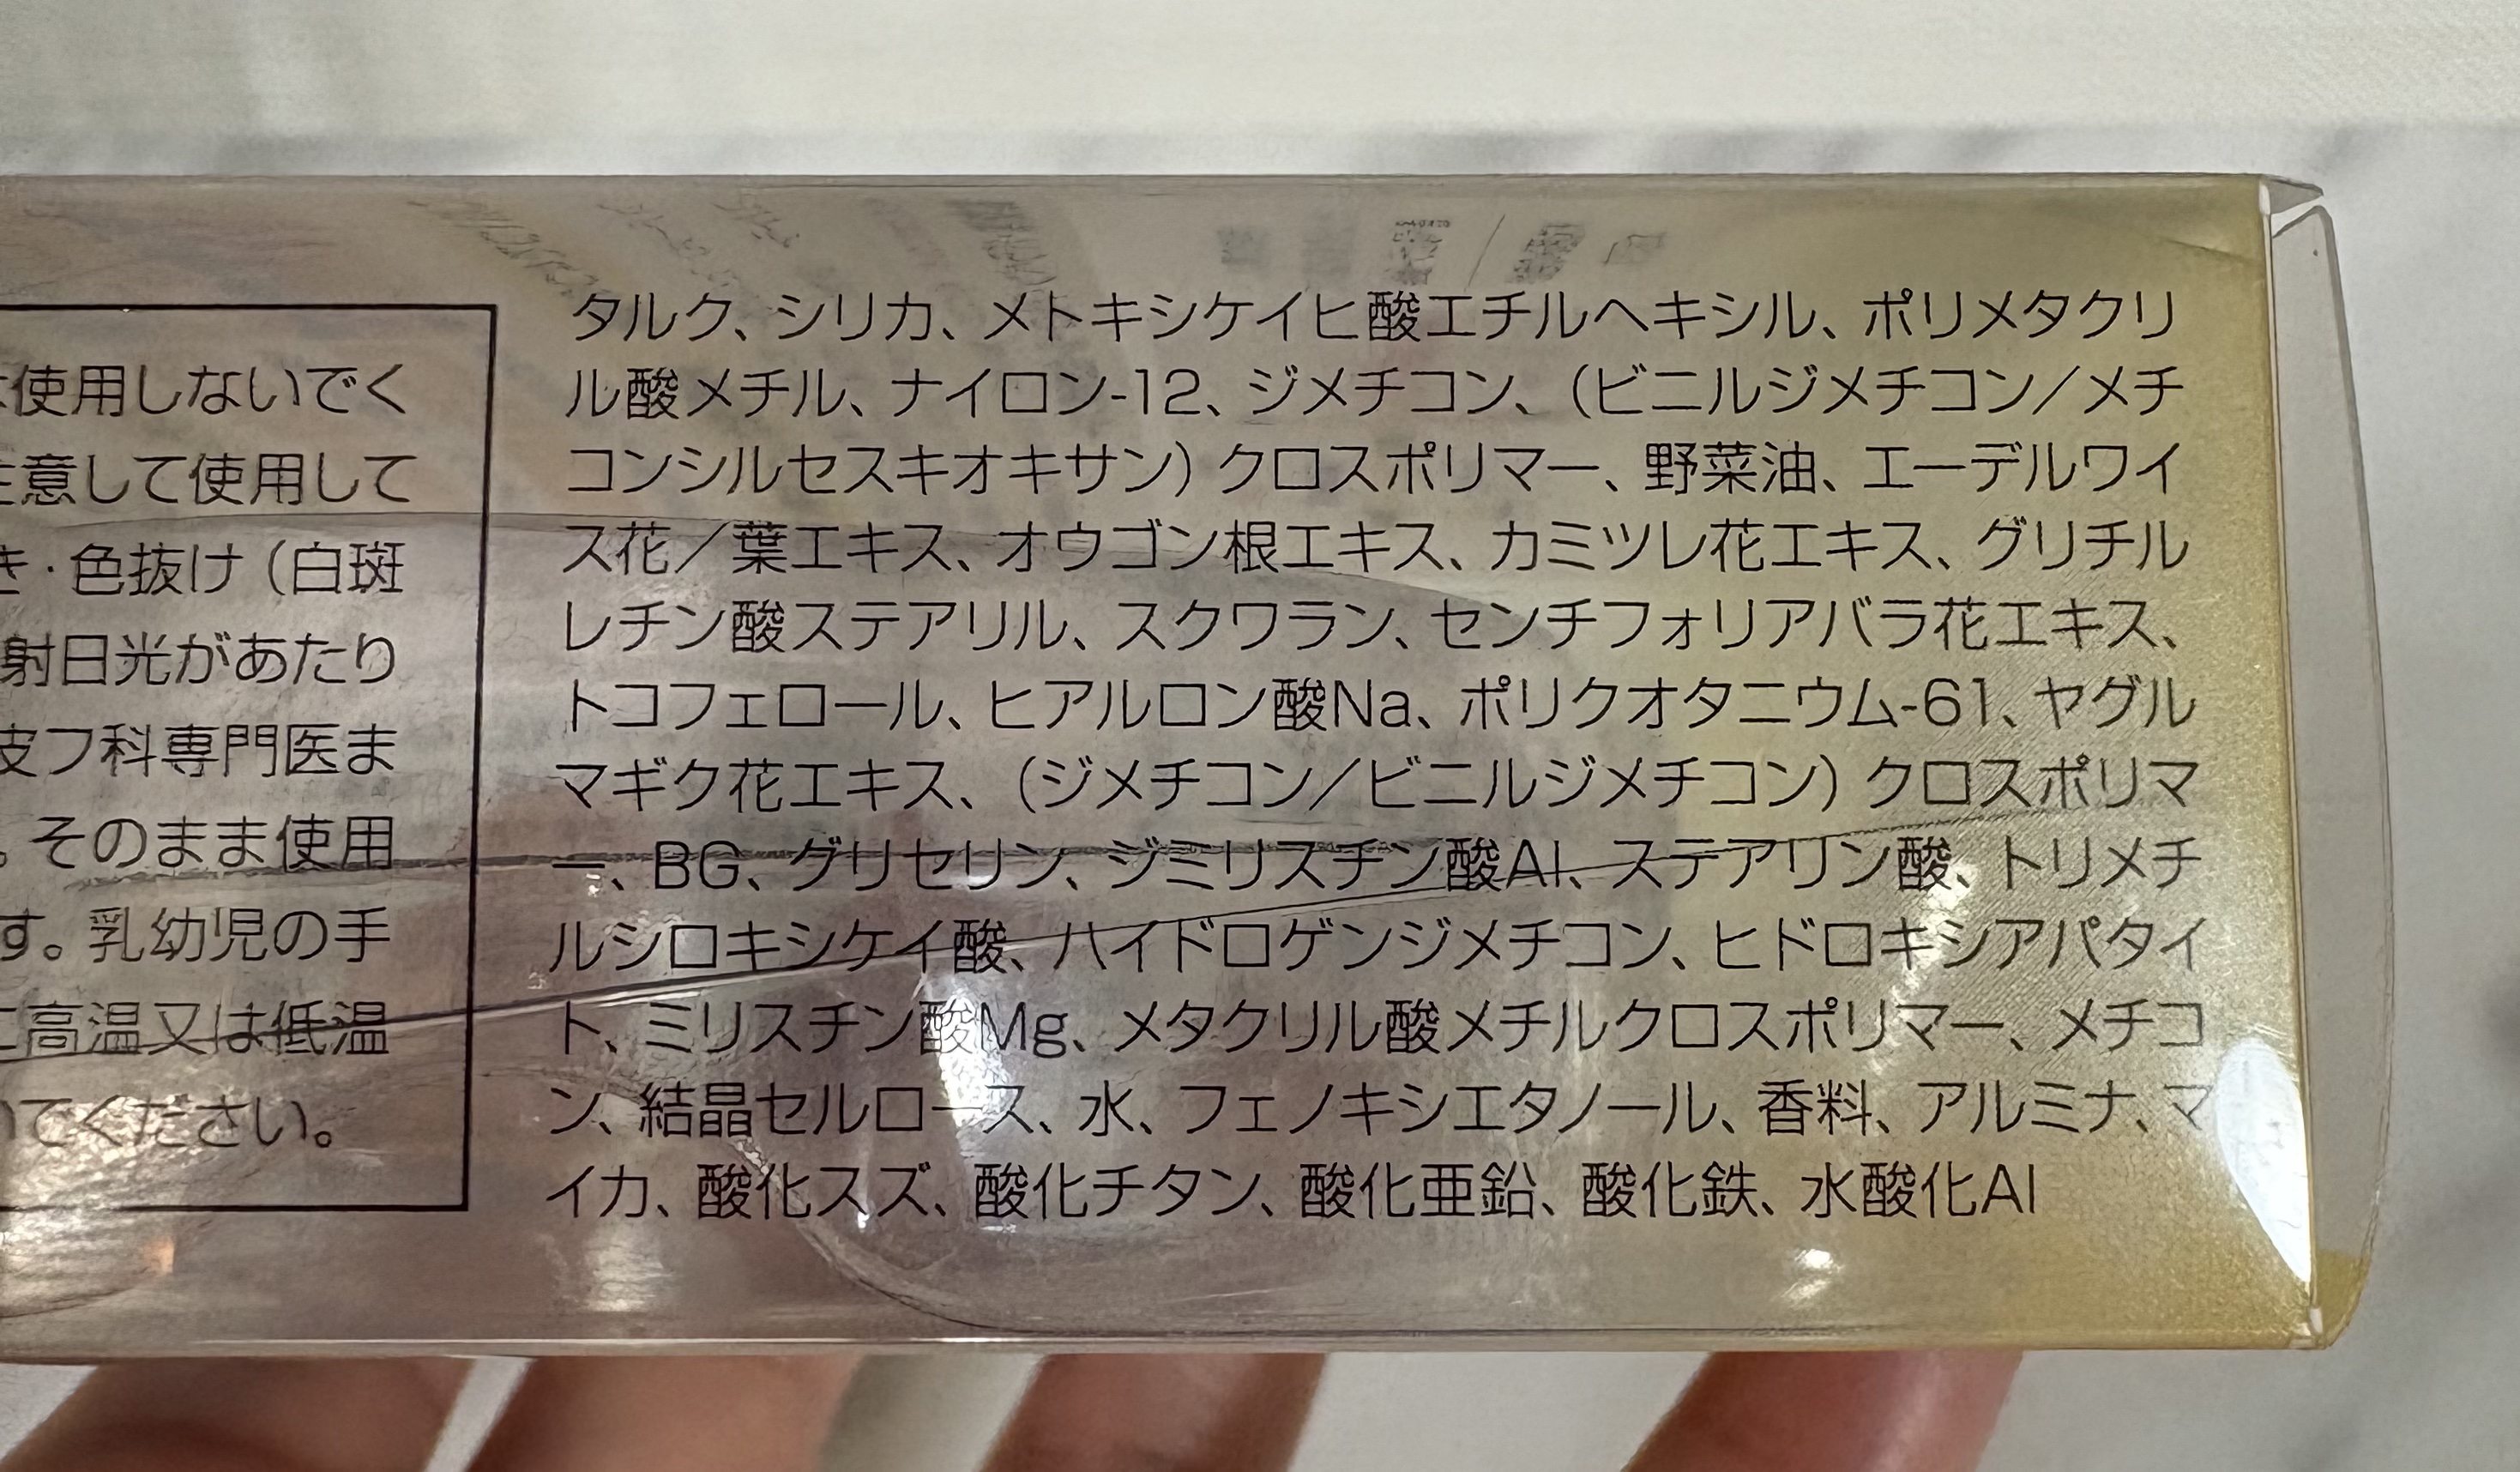 使用しないでく
意して使用して
き・色抜け（白斑
射日光があたり
皮フ科専門医ま
。そのまま使用
す。乳幼児の手
に高温又は低温
いてください。
タルク、シリカ、メトキシケイヒ酸エチルヘキシル、ポリメタクリ
ル酸メチル、ナイロン-12、ジメチコン、（ビニルジメチコン／メチ
コンシルセスキオキサン）クロスポリマー、野菜油、エーデルワイ
ス花／葉エキス、オウゴン根エキス、カミツレ花エキス、グリチル
レチン酸ステアリル、スクワラン、センチフォリアバラ花エキス、
トコフェロール、ヒアルロン酸Na、ポリクオタニウム-61、ヤグル
マギク花エキス、（ジメチコン／ビニルジメチコン）クロスポリマ
ー、BG、グリセリン、ジミリスチン酸Al、ステアリン酸、トリメチ
ルシロキシケイ酸、ハイドロゲンジメチコン、ヒドロキシアパタイ
ト、ミリスチン酸Mg、メタクリル酸メチルクロスポリマー、メチコ
ン、結晶セルロース、水、フェノキシエタノール、香料、アルミナ、マ
イカ、酸化スズ、酸化チタン、酸化亜鉛、酸化鉄、水酸化Al